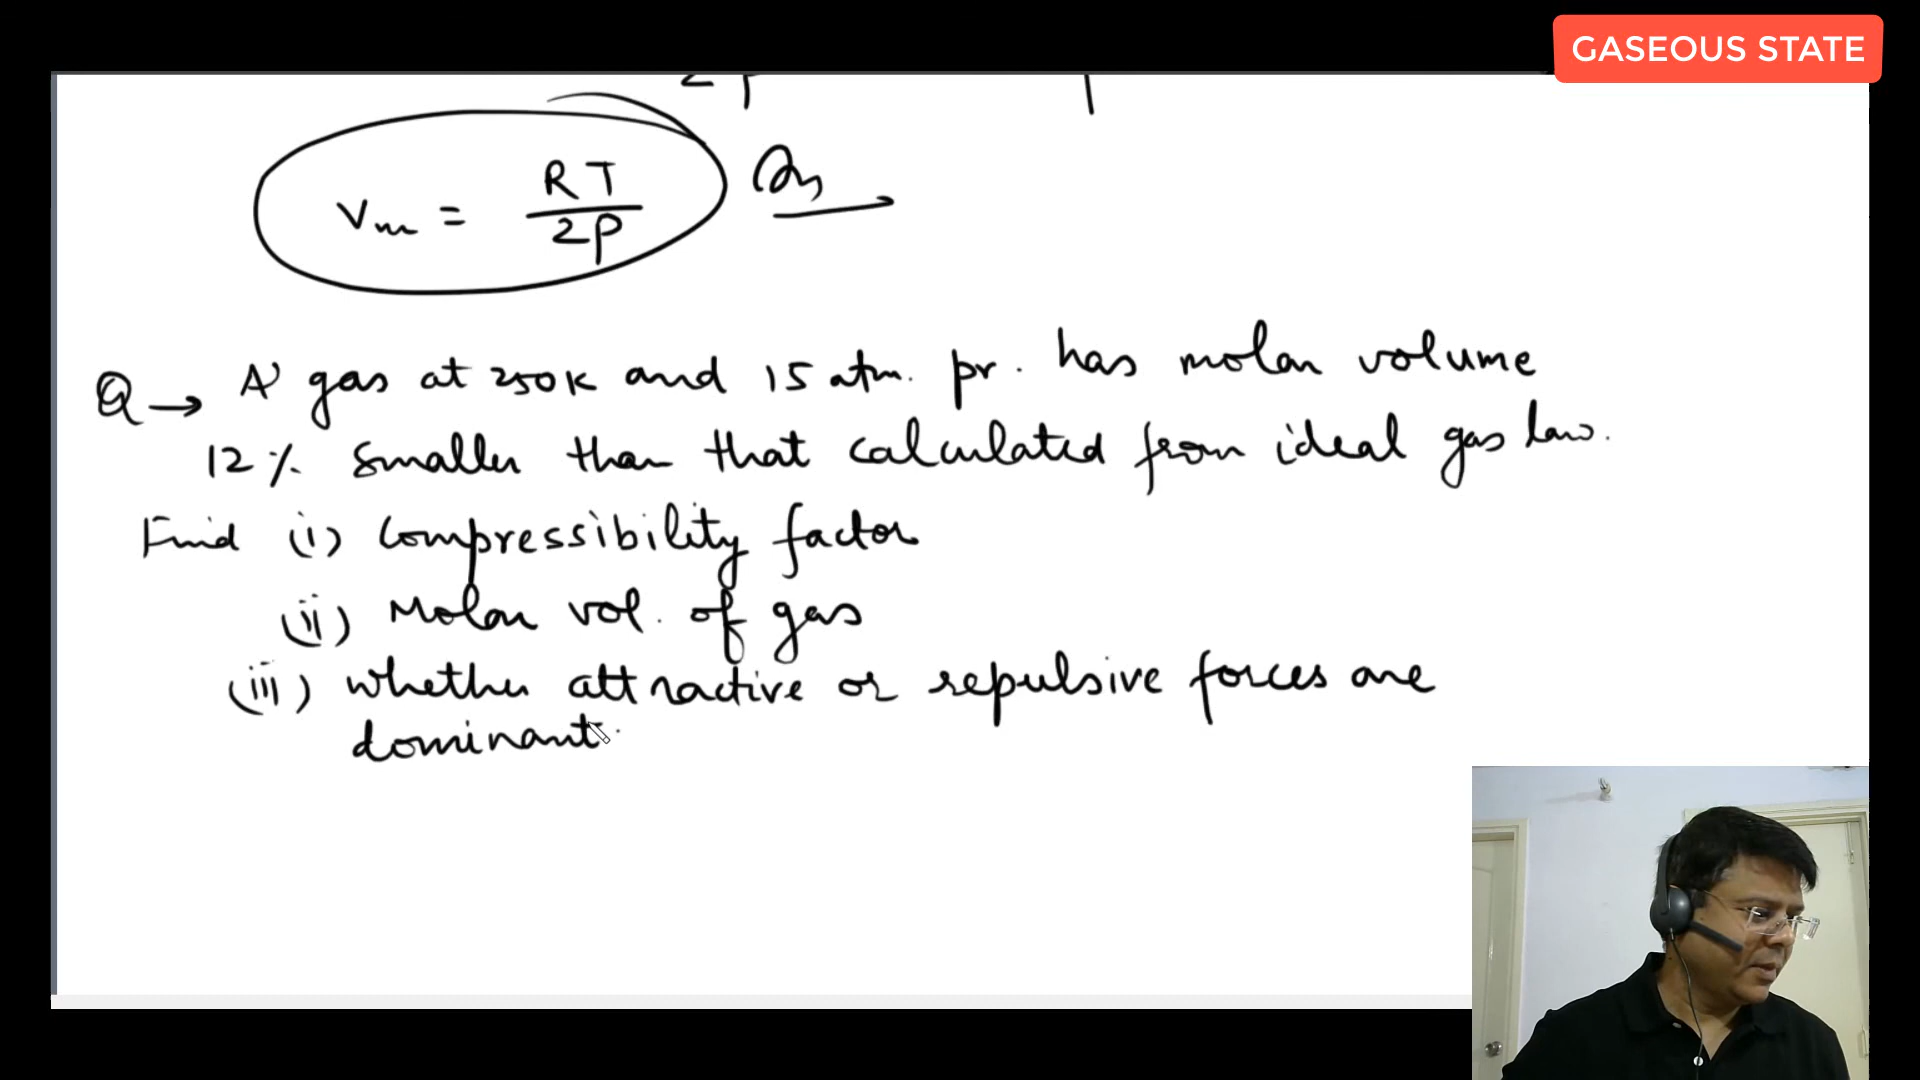 GASEOUS STATE
Vm = RT / 2P Ans
Q → A gas at 250K and 15 atm. pr. has molar volume
12% smaller than that calculated from ideal gas law.
Find (i) Compressibility factor
(ii) Molar vol. of gas
(iii) whether attractive or repulsive forces are
dominant.